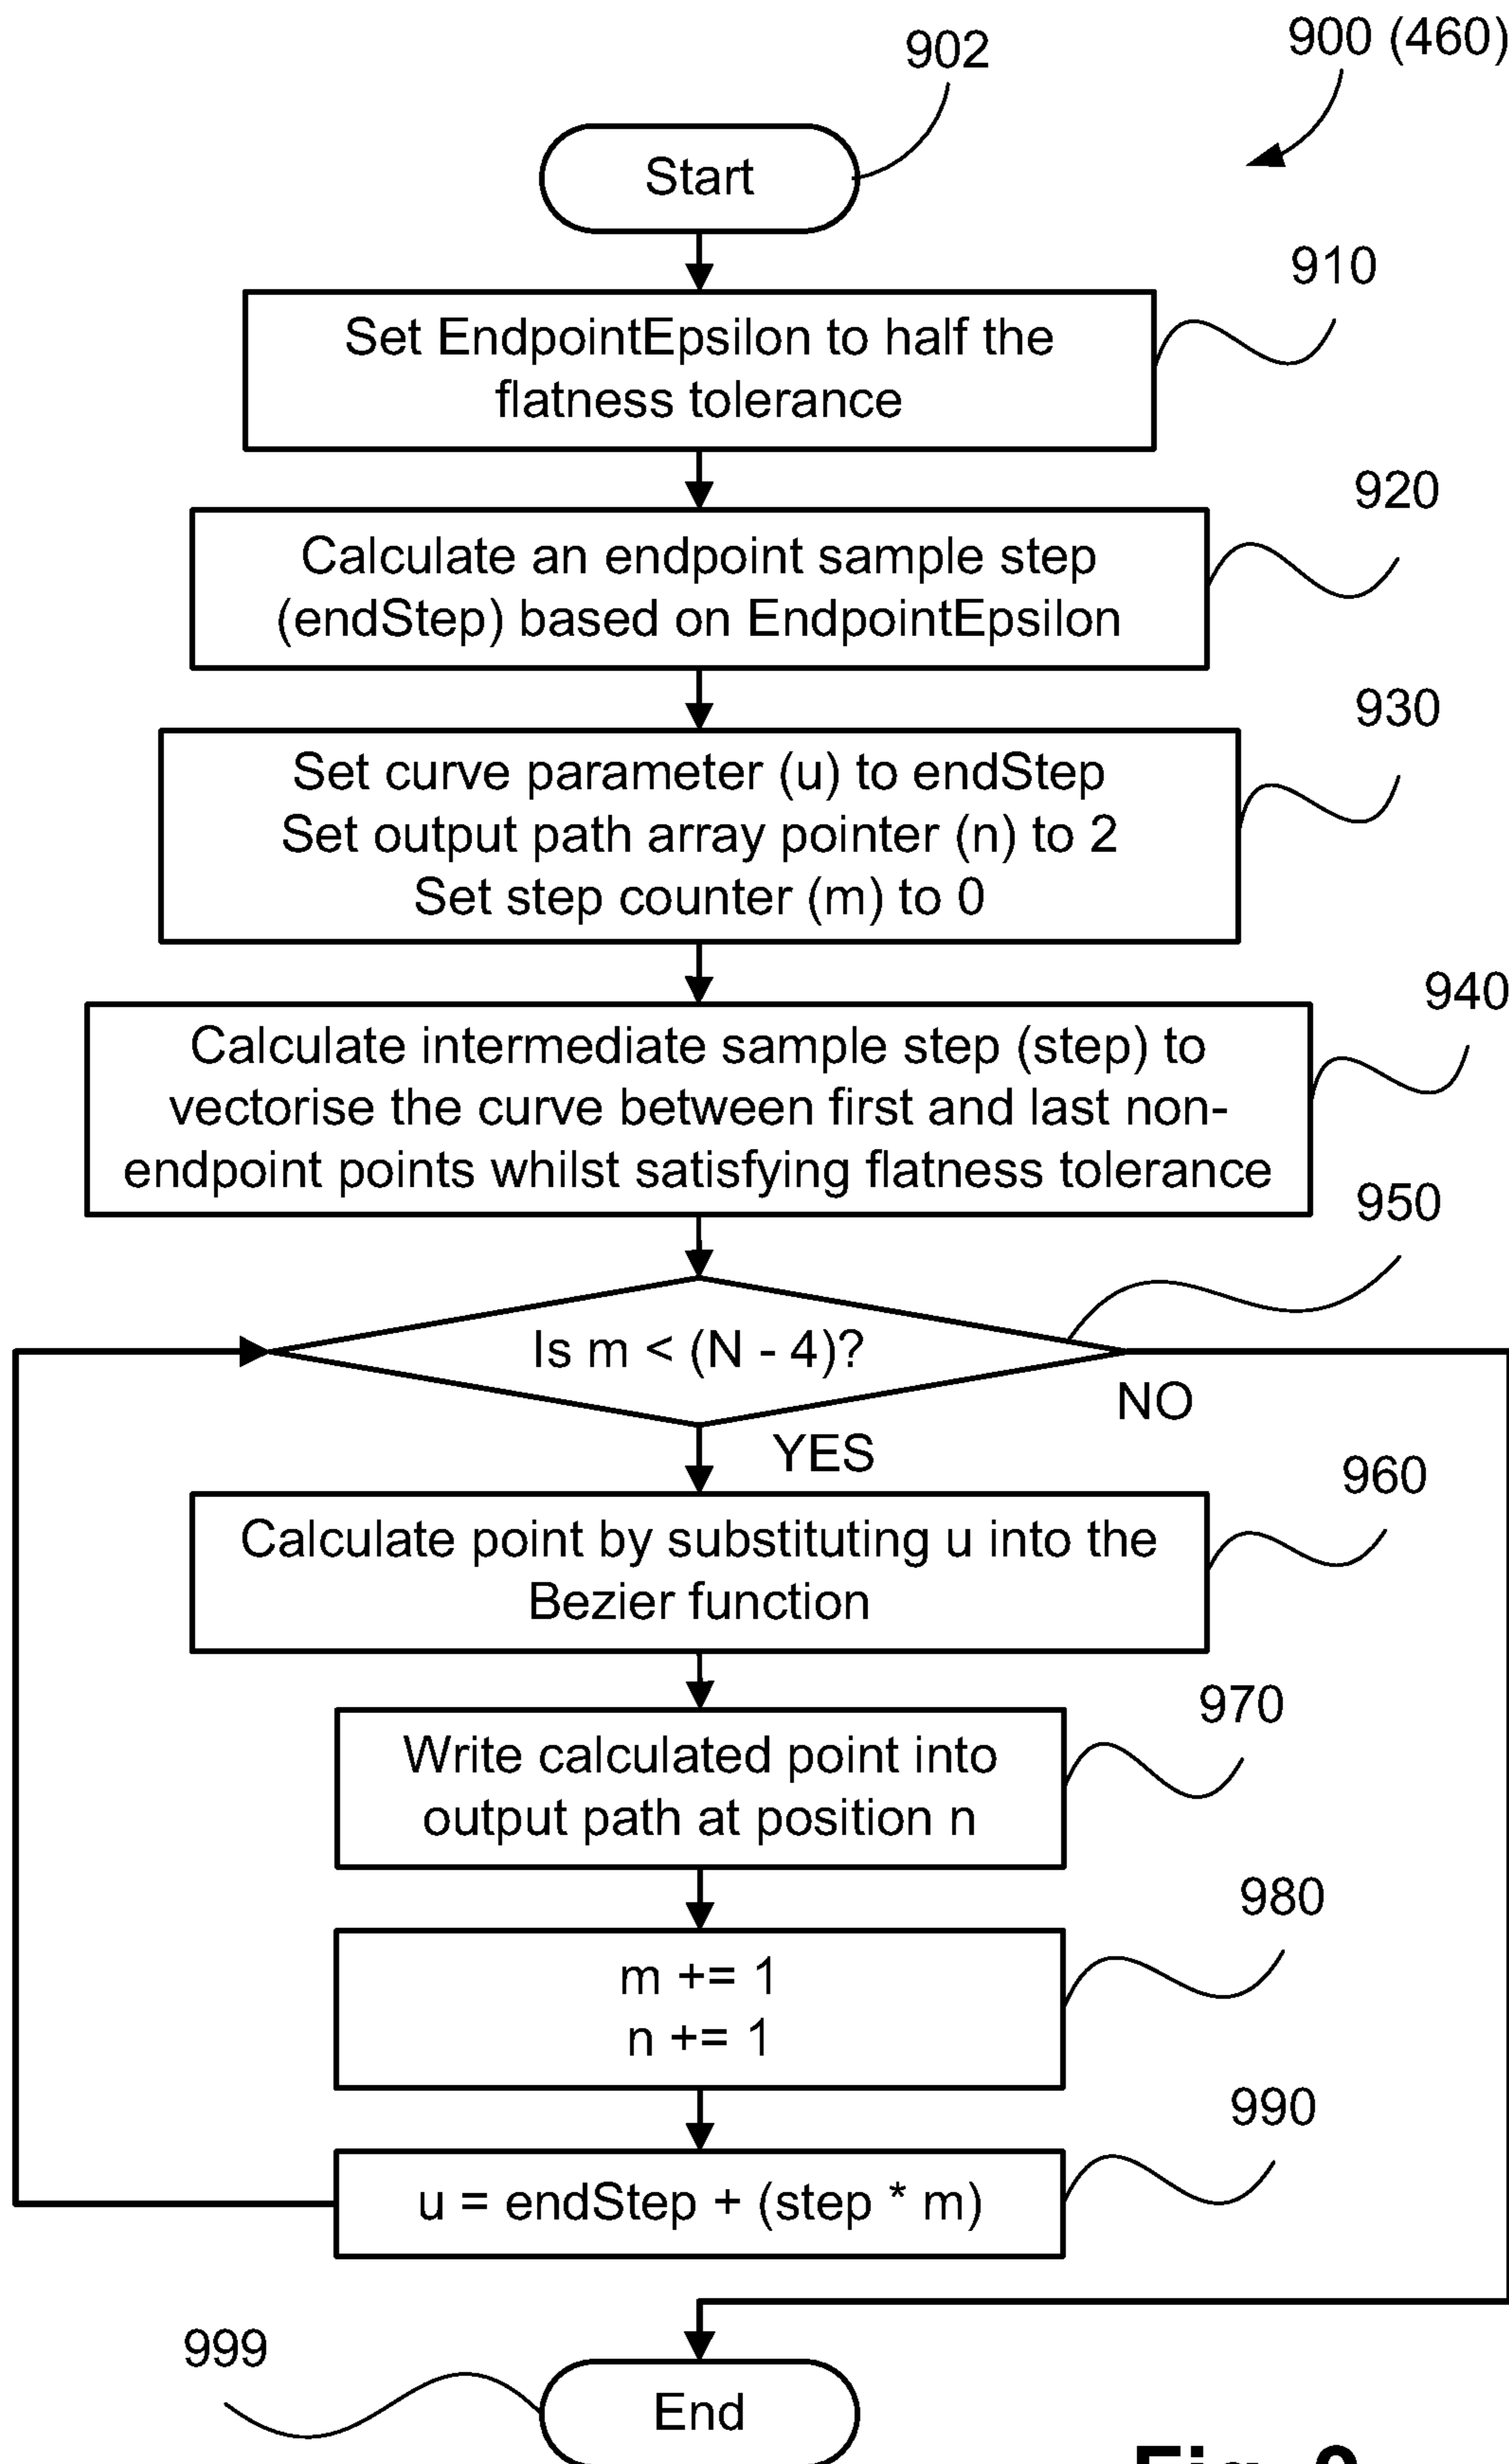 902
900 (460)
Start
910
Set EndpointEpsilon to half the
flatness tolerance
920
Calculate an endpoint sample step
(endStep) based on EndpointEpsilon
930
Set curve parameter (u) to endStep
Set output path array pointer (n) to 2
Set step counter (m) to 0
940
Calculate intermediate sample step (step) to
vectorise the curve between first and last non-
endpoint points whilst satisfying flatness tolerance
950
Is m < (N - 4)?
NO
YES
960
Calculate point by substituting u into the
Bezier function
970
Write calculated point into
output path at position n
980
m += 1
n += 1
990
u = endStep + (step * m)
999
End